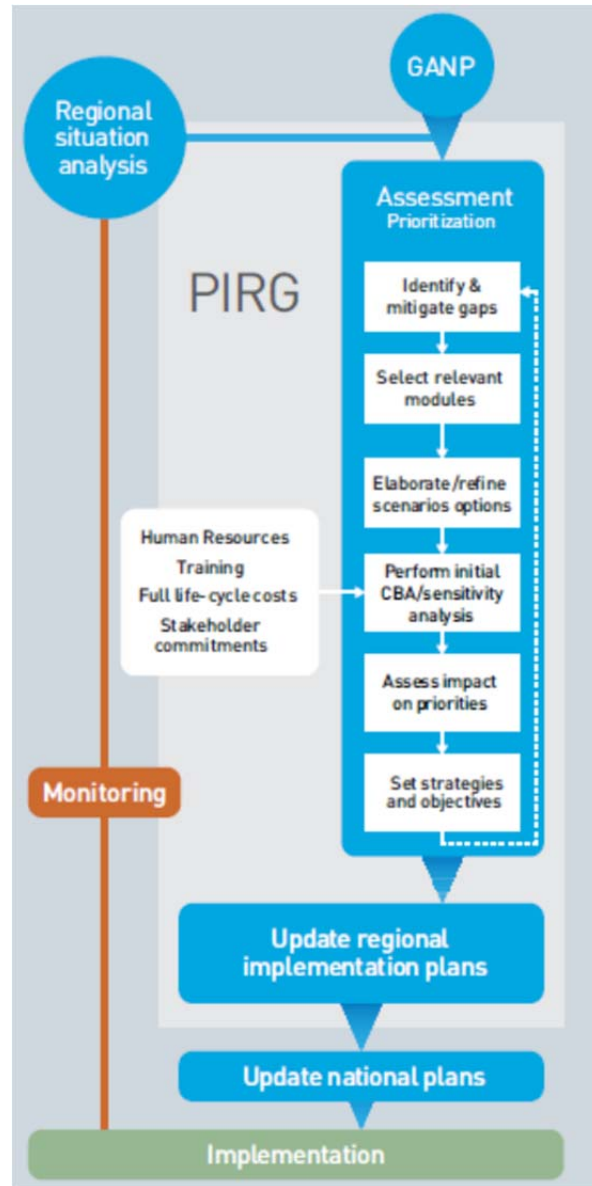 GANP
Regional
situation
analysis
Assessment
Prioritization
PIRG
Identify &
mitigate gaps
Select relevant
modules
Elaborate/refine
scenarios options
Human Resources
Training
Full life-cycle costs
Stakeholder
commitments
Perform initial
CBA/sensitivity
analysis
Assess impact
on priorities
Monitoring
Set strategies
and objectives
Update regional
implementation plans
Update national plans
Implementation